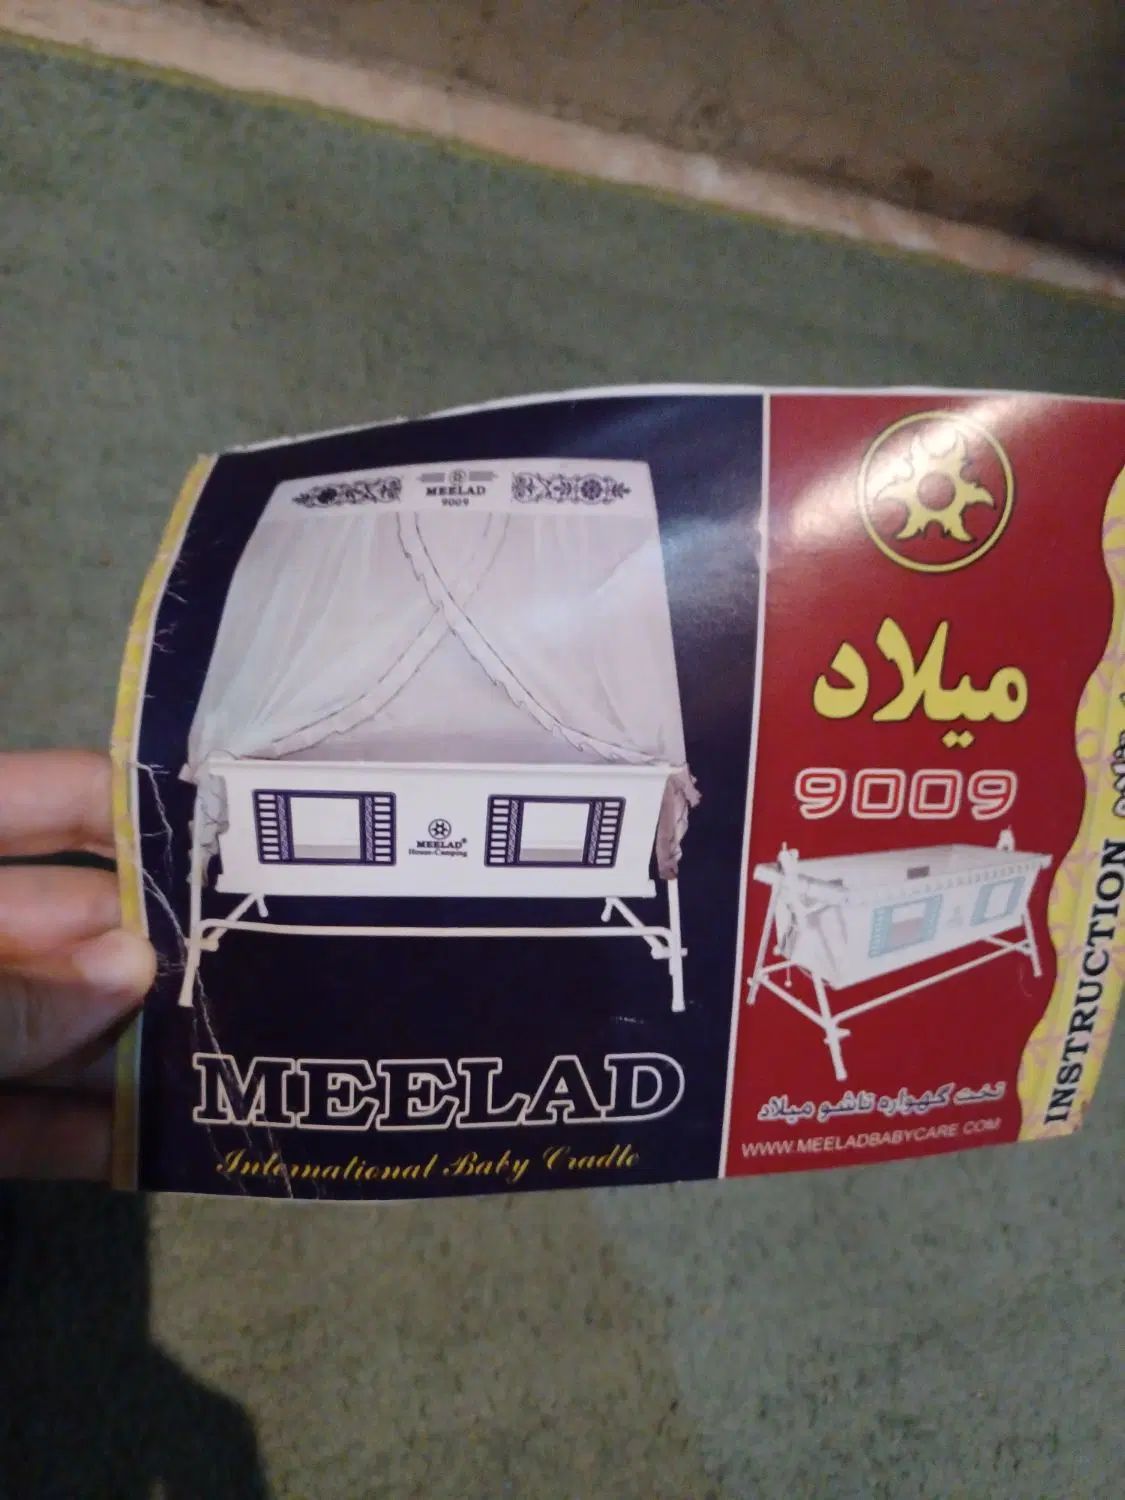 MEELAD
9009
MEELAD®
House-Camping
MEELAD
International Baby Cradle
میلاد
9009
تخت گهواره تاشو میلاد
WWW.MEELADBABYCARE.COM
INSTRUCTION